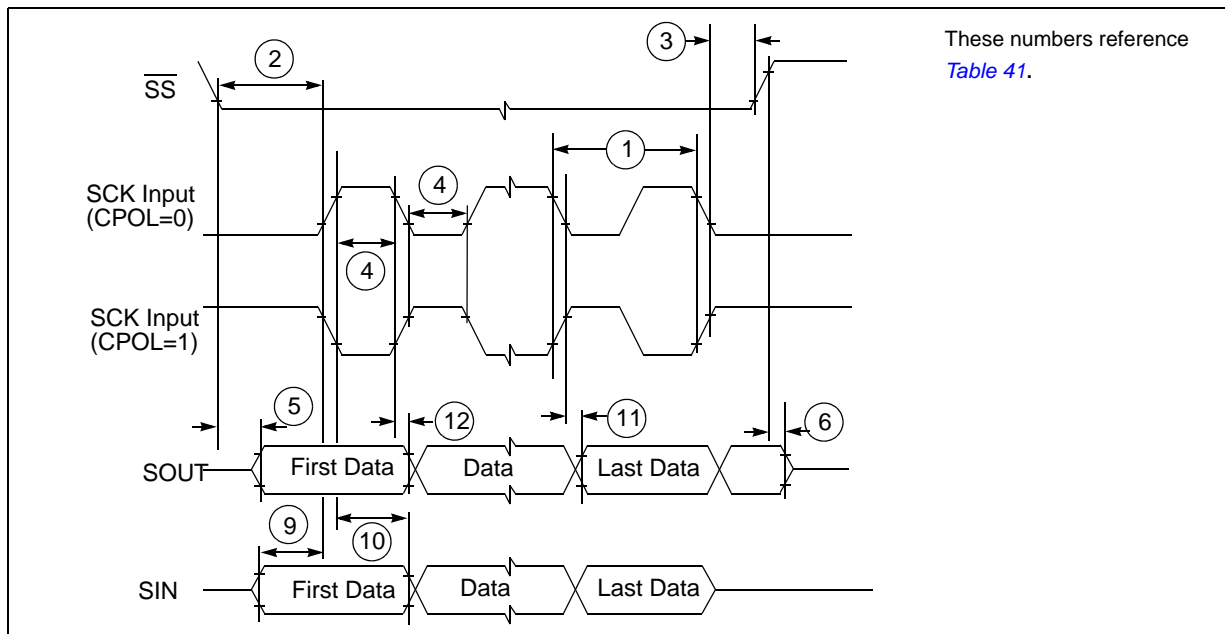 These numbers reference
Table 41.
3
2
SS
1
SCK Input
(CPOL=0)
4
4
SCK Input
(CPOL=1)
5
12
11
6
SOUT
First Data
Data
Last Data
9
10
SIN
First Data
Data
Last Data